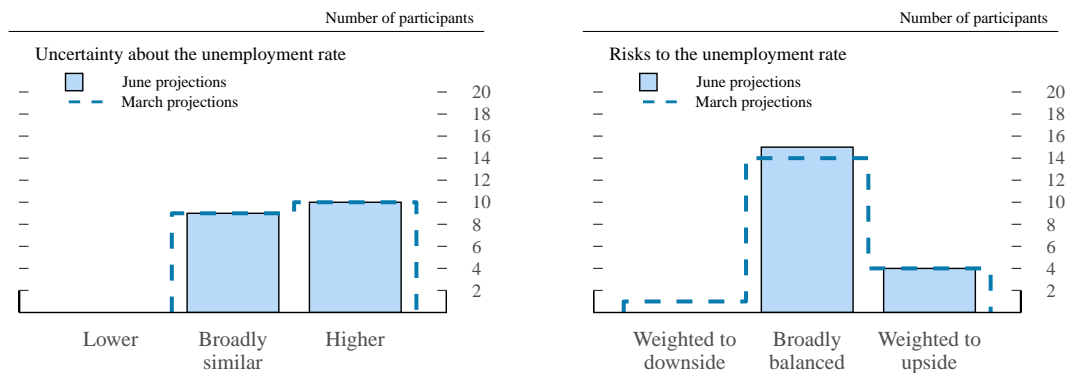 Number of participants
Uncertainty about the unemployment rate
June projections
March projections
20
18
16
14
12
10
8
6
4
2
Lower
Broadly
similar
Higher
Number of participants
Risks to the unemployment rate
June projections
March projections
20
18
16
14
12
10
8
6
4
2
Weighted to
downside
Broadly
balanced
Weighted to
upside